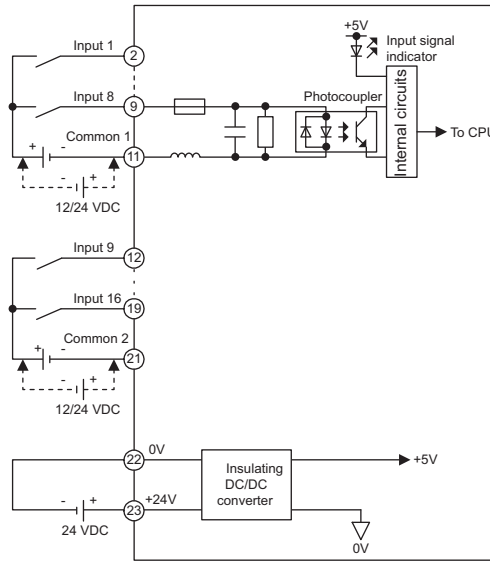 Input 1
2
+5V
Input signal
indicator
Input 8
9
Photocoupler
Internal circuits
To CPU
Common 1
11
+ -
- +
12/24 VDC
Input 9
12
Input 16
19
Common 2
21
+ -
- +
12/24 VDC
22
0V
Insulating
DC/DC
converter
+5V
- +
23
+24V
24 VDC
0V